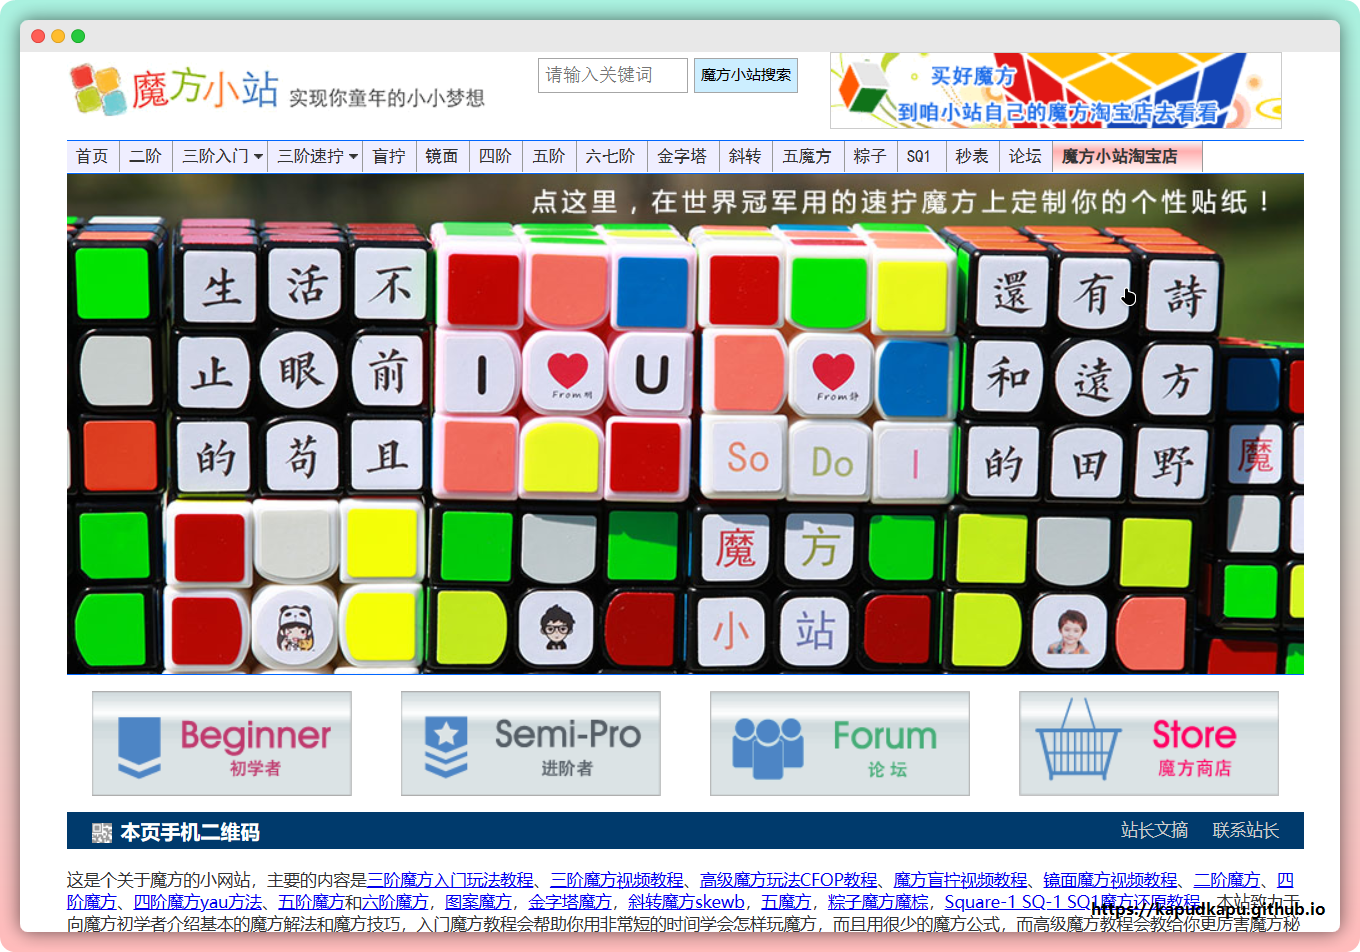 魔方小站 实现你童年的小小梦想
请输入关键词 魔方小站搜索
买好魔方
到咱小站自己的魔方淘宝店去看看
首页 二阶 三阶入门 三阶速拧 盲拧 镜面 四阶 五阶 六七阶 金字塔 斜转 五魔方 粽子 SQ1 秒表 论坛 魔方小站淘宝店
点这里，在世界冠军用的速拧魔方上定制你的个性贴纸！
生活不
止眼前
的苟且
I U
From明
From静
So Do I
還有詩
和遠方
的田野
魔
魔方
小站
Beginner
初学者
Semi-Pro
进阶者
Forum
论坛
Store
魔方商店
本页手机二维码 站长文摘 联系站长
这是个关于魔方的小网站，主要的内容是三阶魔方入门玩法教程、三阶魔方视频教程、高级魔方玩法CFOP教程、魔方盲拧视频教程、镜面魔方视频教程、二阶魔方、四
阶魔方、四阶魔方yau方法、五阶魔方和六阶魔方，图案魔方，金字塔魔方，斜转魔方skewb，五魔方，粽子魔方魔粽，Square-1 SQ-1 SQ1魔方还原教程。本站致力于
向魔方初学者介绍基本的魔方解法和魔方技巧，入门魔方教程会帮助你用非常短的时间学会怎样玩魔方，而且用很少的魔方公式，而高级魔方教程会教给你更厉害魔方秘
https://kapudkapu.github.io